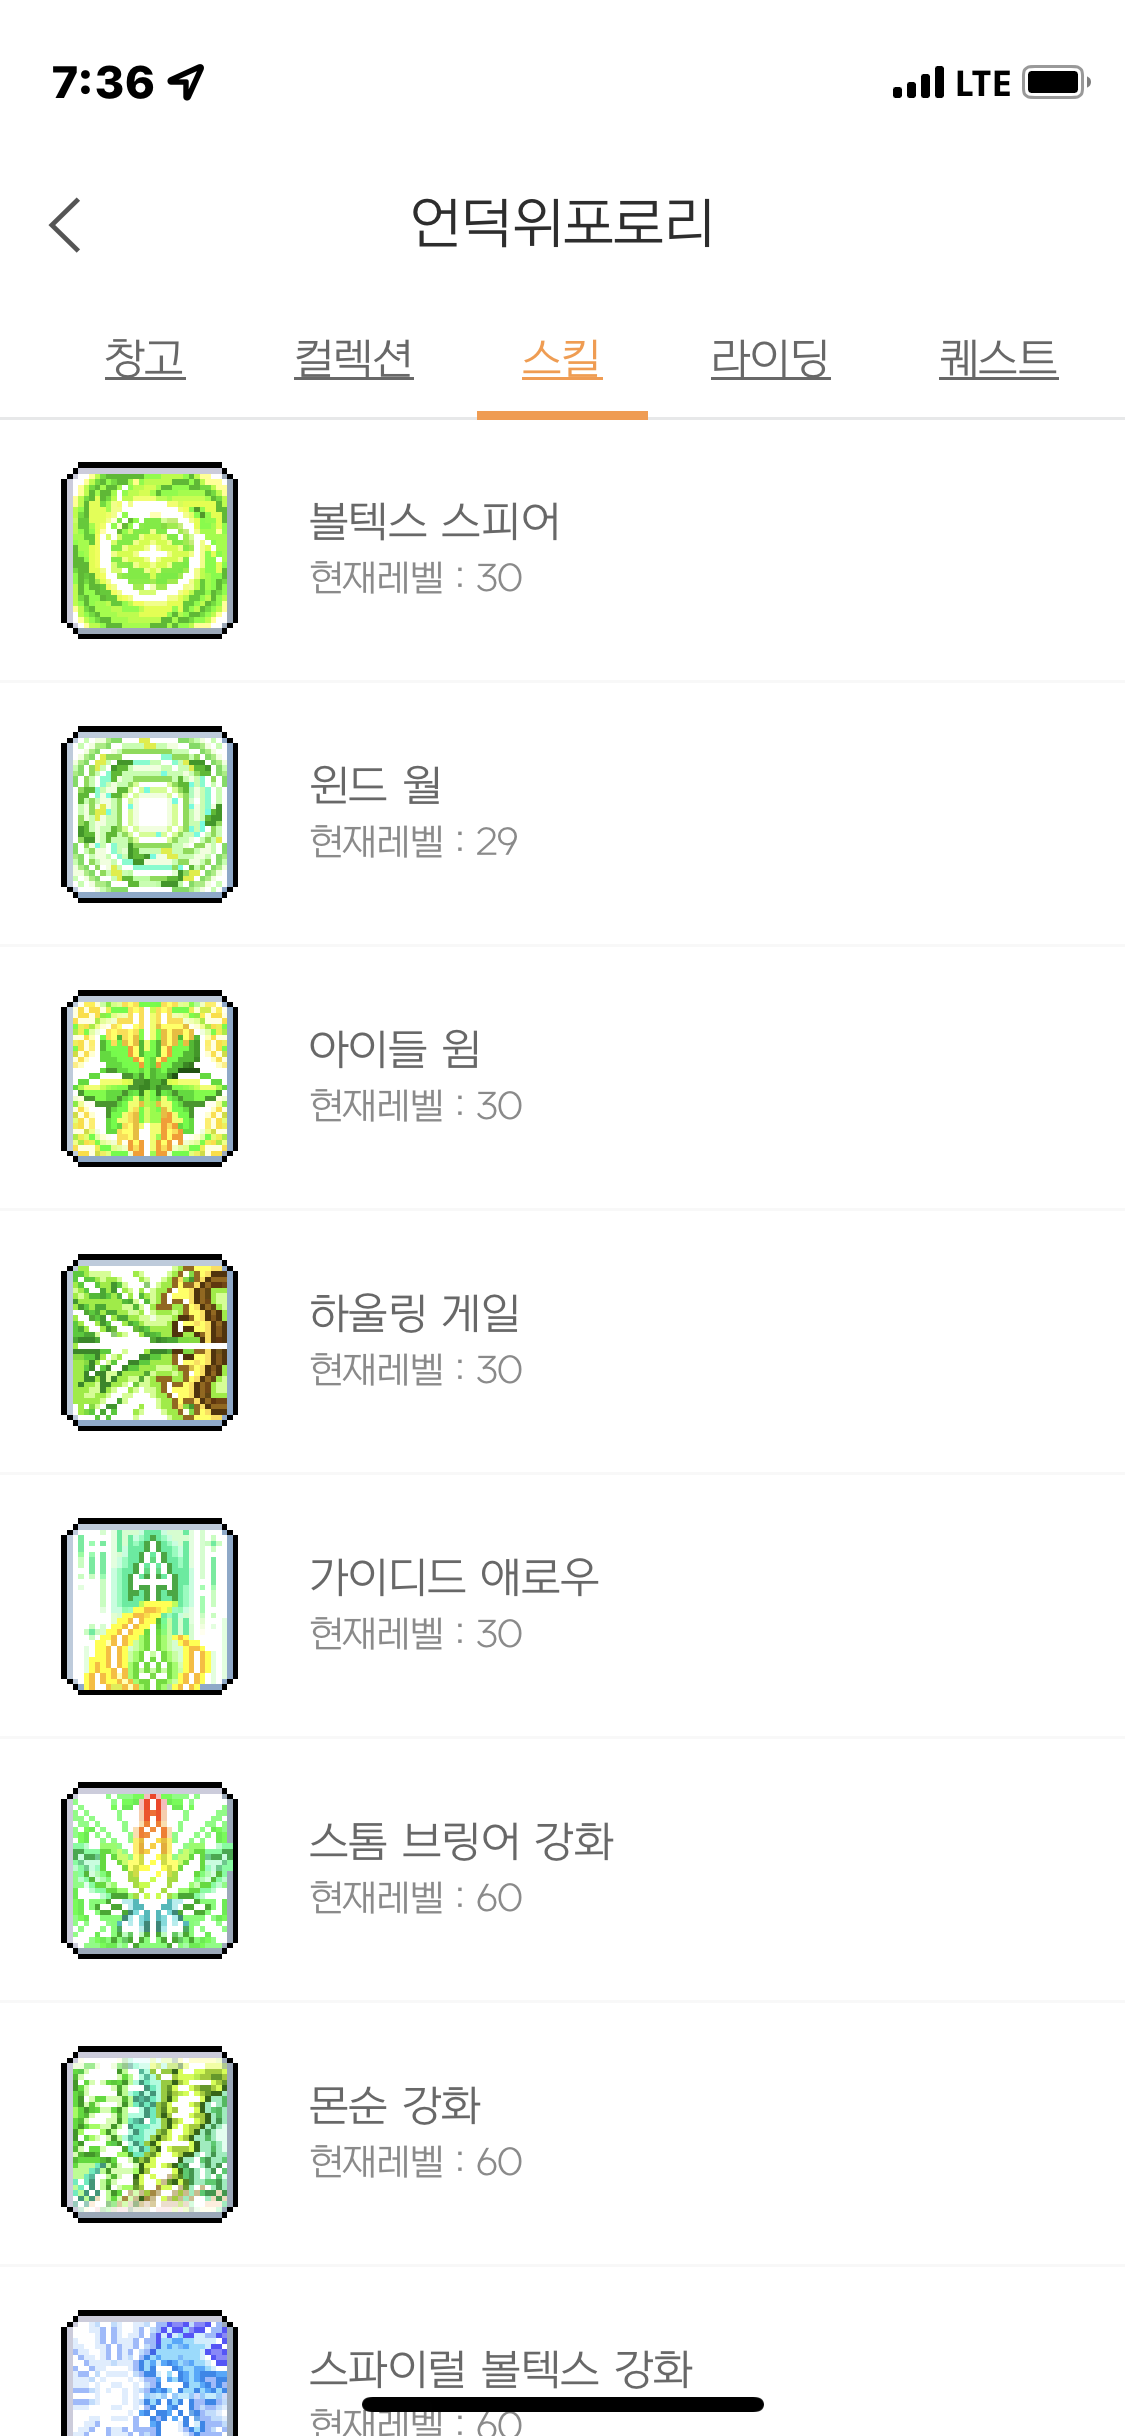 7:36
LTE
언덕위포로리
창고 컬렉션 스킬 라이딩 퀘스트
볼텍스 스피어
현재레벨 : 30
윈드 월
현재레벨 : 29
아이들 윔
현재레벨 : 30
하울링 게일
현재레벨 : 30
가이디드 애로우
현재레벨 : 30
스톰 브링어 강화
현재레벨 : 60
몬순 강화
현재레벨 : 60
스파이럴 볼텍스 강화
현재레벨 : 60